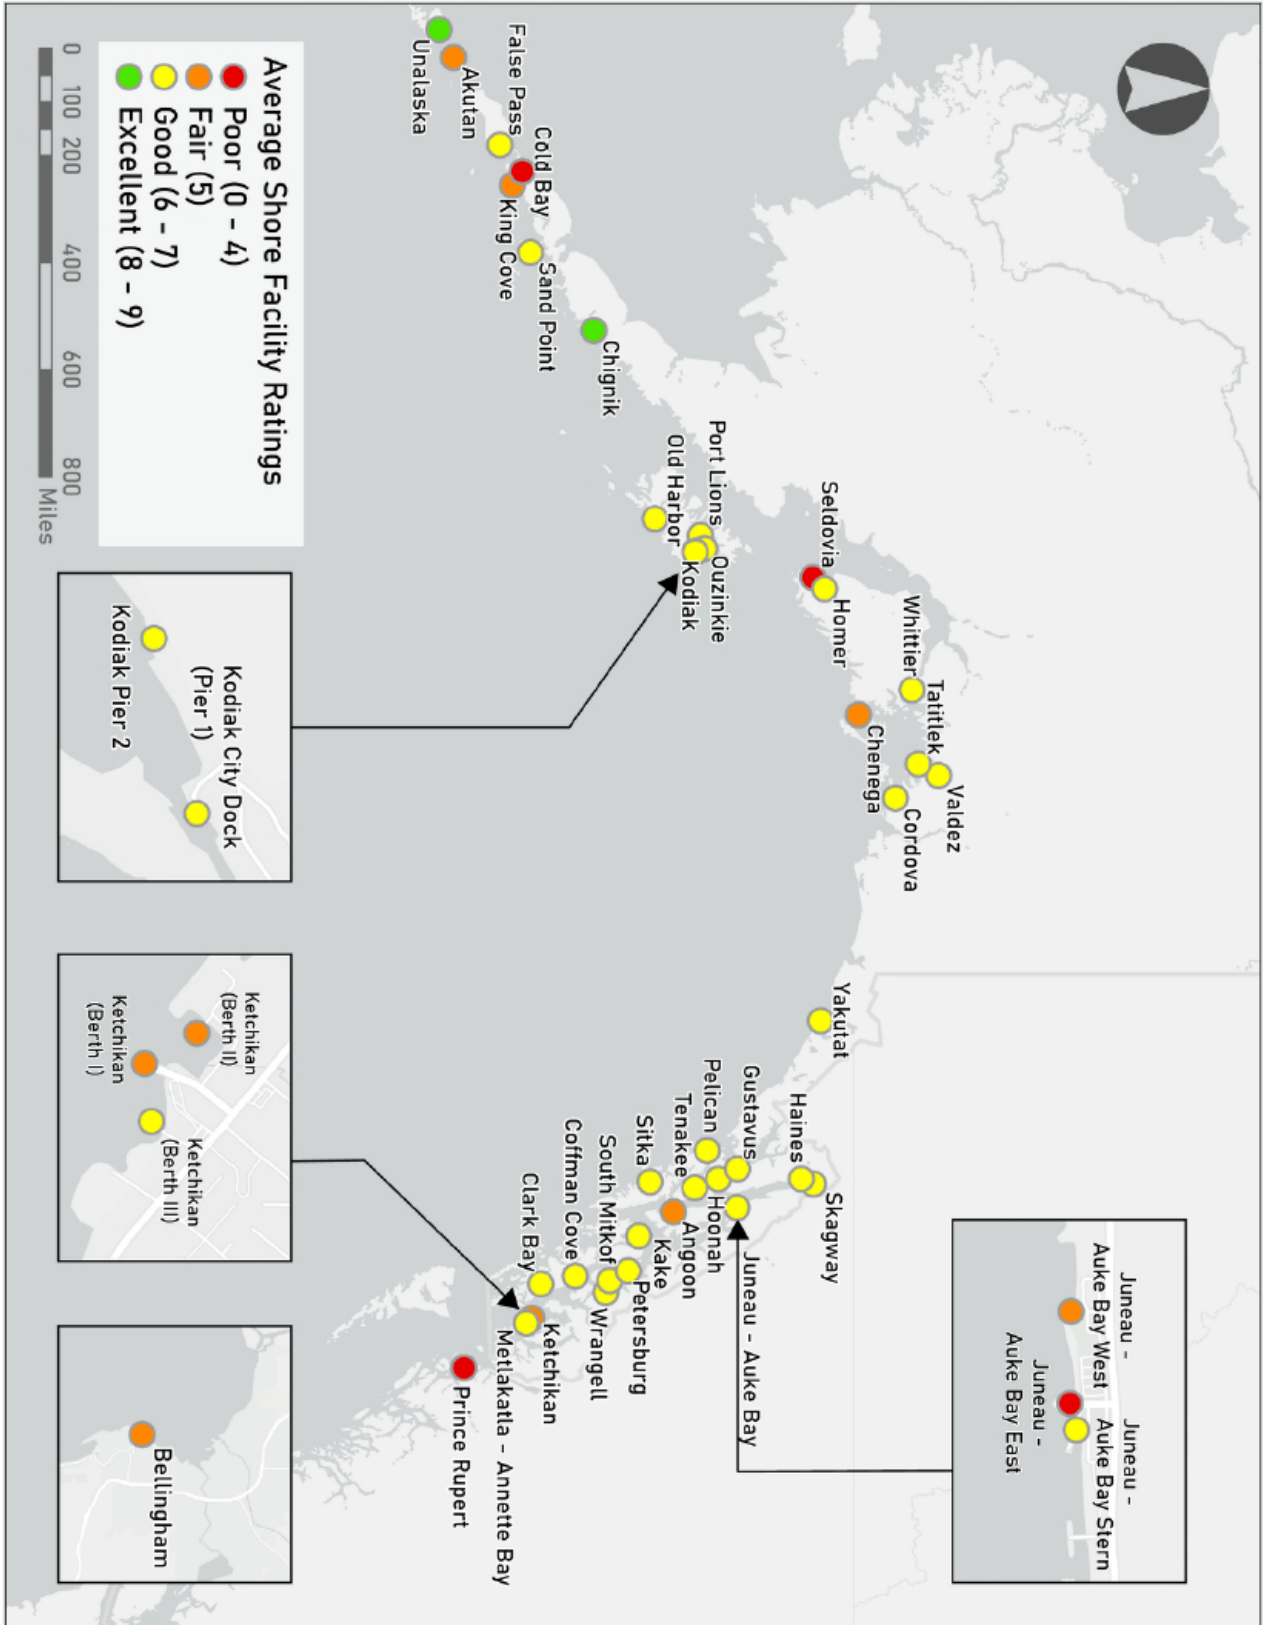 Unalaska
Akutan
False Pass
Cold Bay
King Cove
Sand Point
Chignik
Port Lions
Old Harbor
Ouzinkie
Kodiak
Seldovia
Homer
Whittier
Tatitlek
Chenega
Valdez
Cordova
Yakutat
Haines
Skagway
Gustavus
Pelican
Hoonah
Tenakee
Juneau - Auke Bay
Sitka
Angoon
Kake
South Mitkof
Petersburg
Coffman Cove
Wrangell
Clark Bay
Ketchikan
Metlakatla - Annette Bay
Prince Rupert
Juneau -
Auke Bay West
Juneau -
Auke Bay Stern
Juneau -
Auke Bay East
Average Shore Facility Ratings
Poor (0 - 4)
Fair (5)
Good (6 - 7)
Excellent (8 - 9)
0 100 200 400 600 800
Miles
Kodiak City Dock
(Pier 1)
Kodiak Pier 2
Ketchikan
(Berth II)
Ketchikan
(Berth I)
Ketchikan
(Berth III)
Bellingham